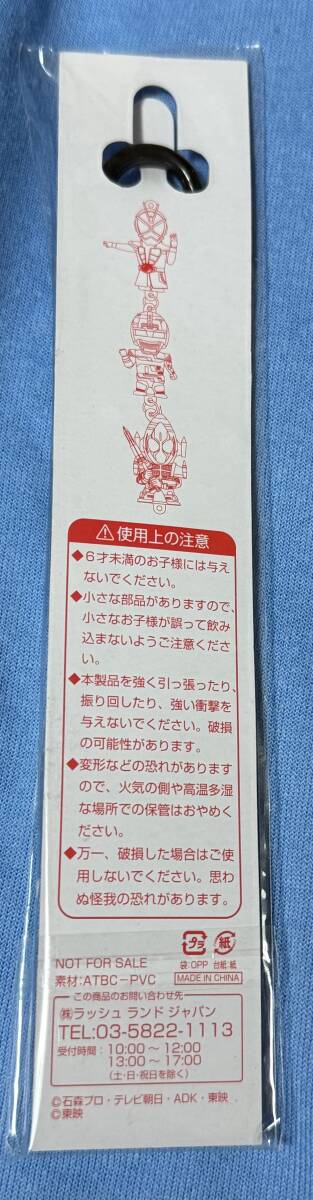 ⚠使用上の注意
◆6才未満のお子様には与え
ないでください。
◆小さな部品がありますので、
小さなお子様が誤って飲み
込まないようご注意くださ
い。
◆本製品を強く引っ張ったり、
振り回したり、強い衝撃を
与えないでください。破損
の可能性があります。
◆変形などの恐れがあります
ので、火気の側や高温多湿
な場所での保管はおやめく
ださい。
◆万一、破損した場合はご使
用しないでください。思わ
ぬ怪我の恐れがあります。
プラ 紙
袋:OPP 台紙:紙
NOT FOR SALE
素材:ATBC-PVC MADE IN CHINA
この商品のお問い合わせ先
㈱ラッシュ ランド ジャパン
TEL:03-5822-1113
受付時間:10:00~12:00
13:00~17:00
(土・日・祝日を除く)
©石森プロ・テレビ朝日・ADK・東映
©東映